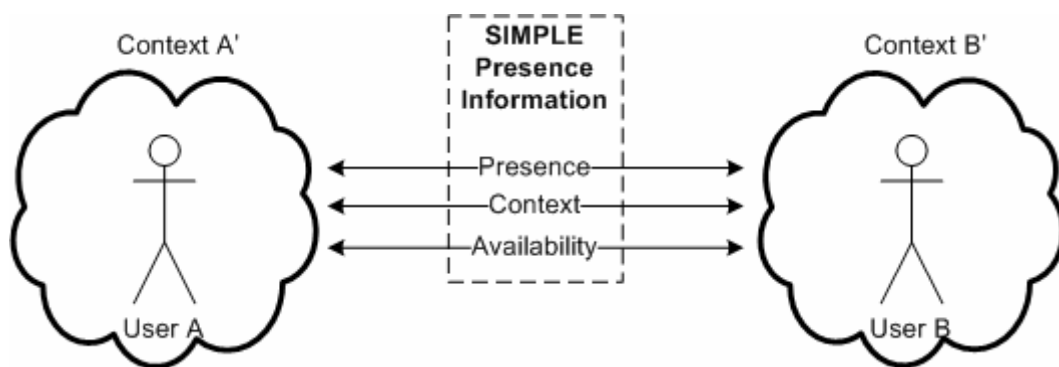 Context A'
SIMPLE
Presence
Information
Context B'
Presence
Context
Availability
User A
User B